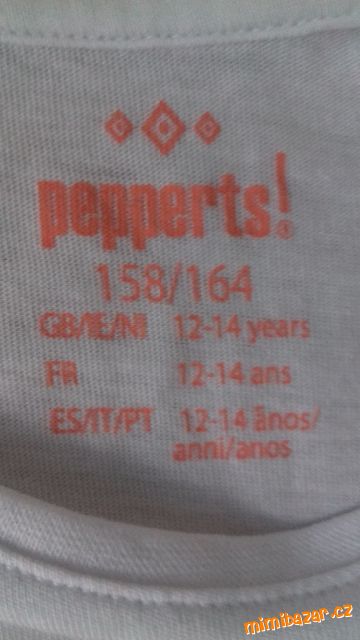 pepperts!®
158/164
GB/IE/NI 12-14 years
FR 12-14 ans
ES/IT/PT 12-14 ãnos/
anni/anos
mimibazar.cz